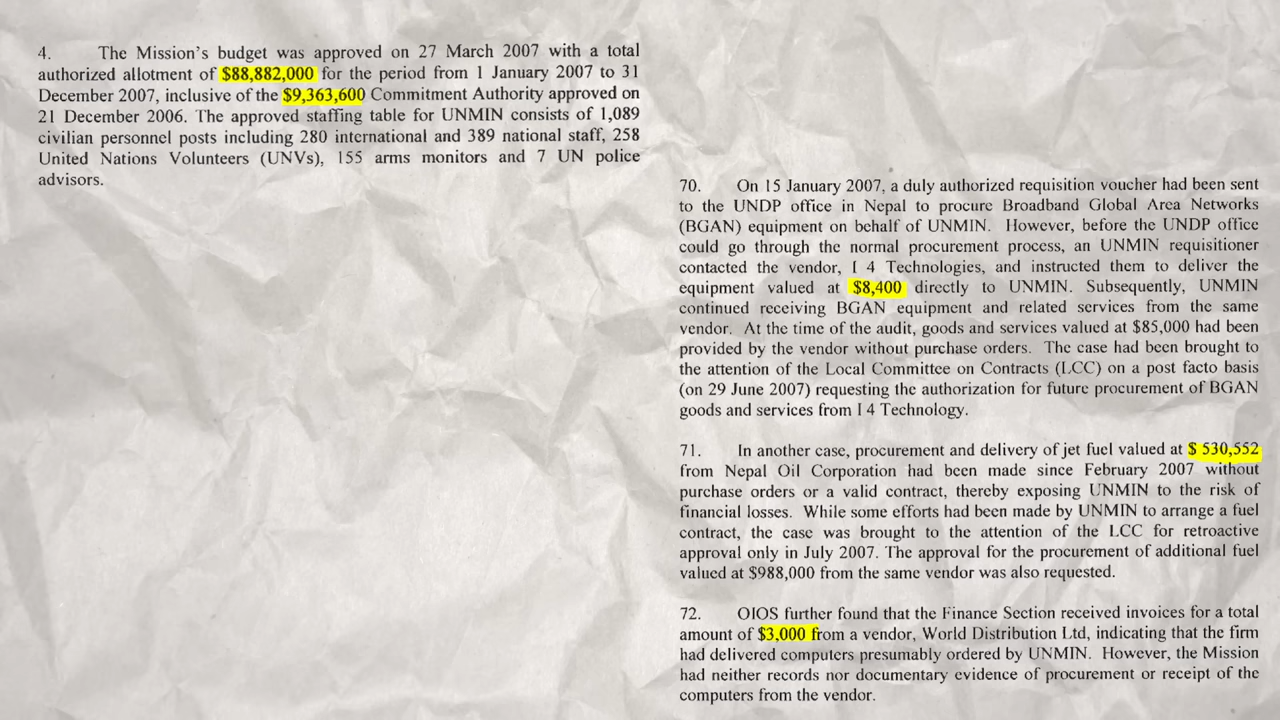 4. The Mission's budget was approved on 27 March 2007 with a total
authorized allotment of $88,882,000 for the period from 1 January 2007 to 31
December 2007, inclusive of the $9,363,600 Commitment Authority approved on
21 December 2006. The approved staffing table for UNMIN consists of 1,089
civilian personnel posts including 280 international and 389 national staff, 258
United Nations Volunteers (UNVs), 155 arms monitors and 7 UN police
advisors.
70. On 15 January 2007, a duly authorized requisition voucher had been sent
to the UNDP office in Nepal to procure Broadband Global Area Networks
(BGAN) equipment on behalf of UNMIN. However, before the UNDP office
could go through the normal procurement process, an UNMIN requisitioner
contacted the vendor, I 4 Technologies, and instructed them to deliver the
equipment valued at $8,400 directly to UNMIN. Subsequently, UNMIN
continued receiving BGAN equipment and related services from the same
vendor. At the time of the audit, goods and services valued at $85,000 had been
provided by the vendor without purchase orders. The case had been brought to
the attention of the Local Committee on Contracts (LCC) on a post facto basis
(on 29 June 2007) requesting the authorization for future procurement of BGAN
goods and services from I 4 Technology.
71. In another case, procurement and delivery of jet fuel valued at $ 530,552
from Nepal Oil Corporation had been made since February 2007 without
purchase orders or a valid contract, thereby exposing UNMIN to the risk of
financial losses. While some efforts had been made by UNMIN to arrange a fuel
contract, the case was brought to the attention of the LCC for retroactive
approval only in July 2007. The approval for the procurement of additional fuel
valued at $988,000 from the same vendor was also requested.
72. OIOS further found that the Finance Section received invoices for a total
amount of $3,000 from a vendor, World Distribution Ltd, indicating that the firm
had delivered computers presumably ordered by UNMIN. However, the Mission
had neither records nor documentary evidence of procurement or receipt of the
computers from the vendor.